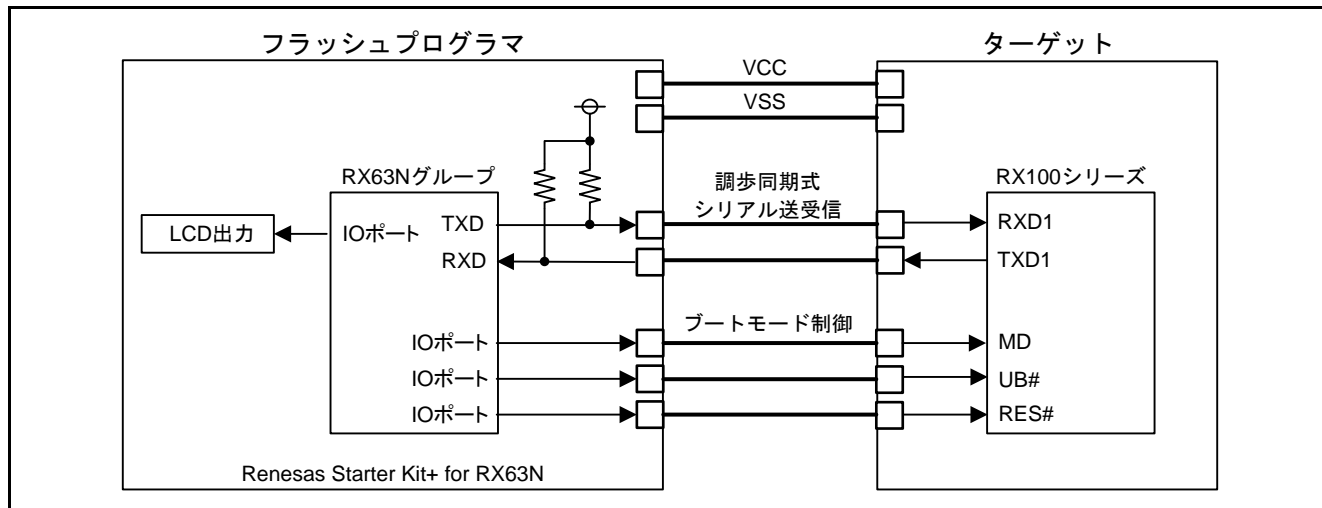 フラッシュプログラマ
ターゲット
VCC
VSS
RX63Nグループ
調歩同期式
シリアル送受信
RX100シリーズ
LCD出力
IOポート
TXD
RXD
RXD1
TXD1
ブートモード制御
IOポート
MD
IOポート
UB#
IOポート
RES#
Renesas Starter Kit+ for RX63N